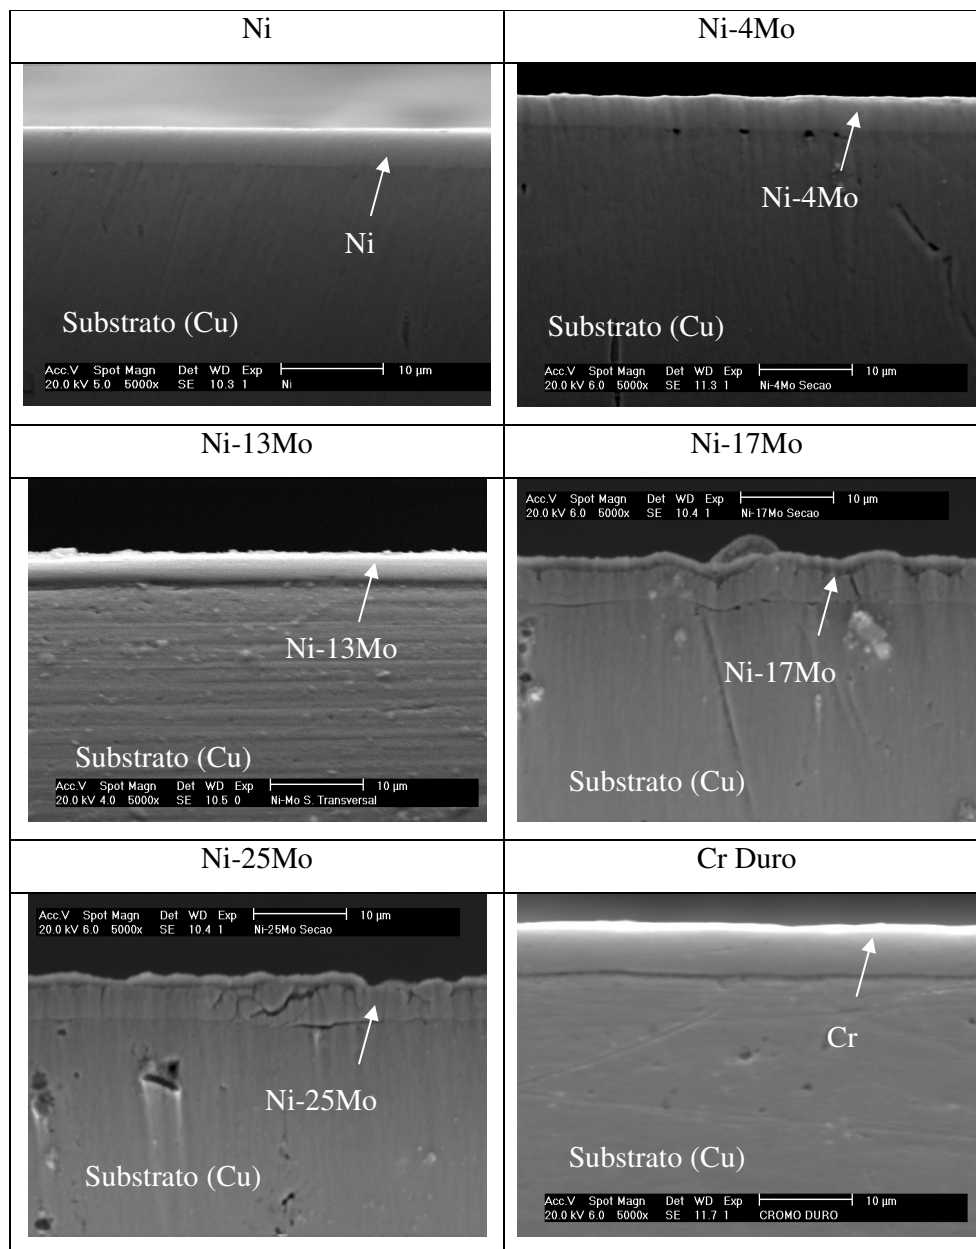 Ni
Ni-4Mo
Ni-4Mo
Ni
Substrato (Cu)
Acc.V Spot Magn Det WD Exp 10 µm
20.0 kV 5.0 5000x SE 10.3 1 Ni
Substrato (Cu)
Acc.V Spot Magn Det WD Exp 10 µm
20.0 kV 6.0 5000x SE 11.3 1 Ni-4Mo Secao
Ni-13Mo
Ni-17Mo
Ni-13Mo
Substrato (Cu)
Acc.V Spot Magn Det WD Exp 10 µm
20.0 kV 4.0 5000x SE 10.5 0 Ni-Mo S. Transversal
Acc.V Spot Magn Det WD Exp 10 µm
20.0 kV 6.0 5000x SE 10.4 1 Ni-17Mo Secao
Ni-17Mo
Substrato (Cu)
Ni-25Mo
Cr Duro
Acc.V Spot Magn Det WD Exp 10 µm
20.0 kV 6.0 5000x SE 10.4 1 Ni-25Mo Secao
Ni-25Mo
Substrato (Cu)
Cr
Substrato (Cu)
Acc.V Spot Magn Det WD Exp 10 µm
20.0 kV 6.0 5000x SE 11.7 1 CROMO DURO